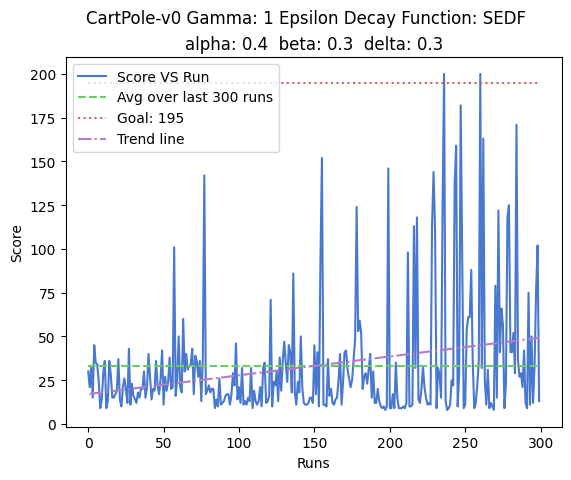 CartPole-v0 Gamma: 1 Epsilon Decay Function: SEDF
alpha: 0.4 beta: 0.3 delta: 0.3
Score VS Run
Avg over last 300 runs
Goal: 195
Trend line
Score
200
175
150
125
100
75
50
25
0
0 50 100 150 200 250 300
Runs